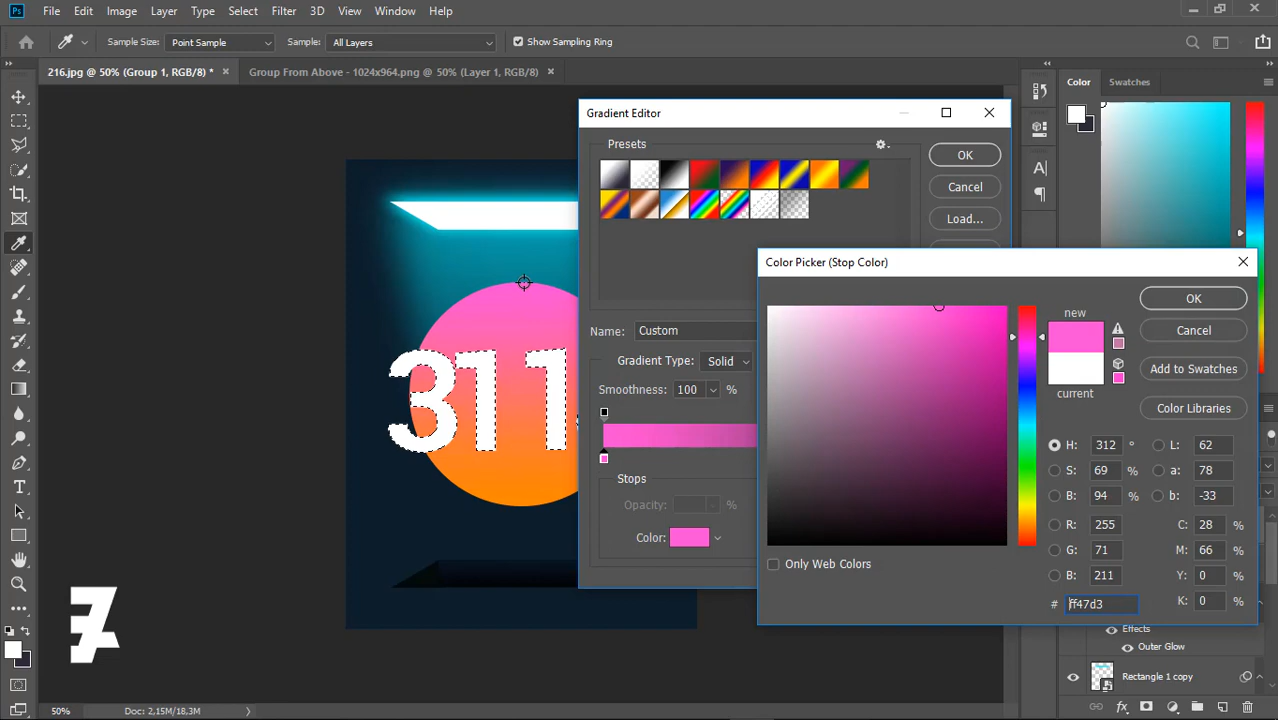 Ps File Edit Image Layer Type Select Filter 3D View Window Help
Sample Size: Point Sample Sample: All Layers Show Sampling Ring
216.jpg @ 50% (Group 1, RGB/8) * × Group From Above - 1024x964.png @ 50% (Layer 1, RGB/8) ×
Color Swatches
Gradient Editor
Presets
OK
Cancel
Load...
Name: Custom
Gradient Type: Solid
Smoothness: 100 %
Stops
Opacity: %
Color:
Color Picker (Stop Color)
new
current
OK
Cancel
Add to Swatches
Color Libraries
H: 312 ° L: 62
S: 69 % a: 78
B: 94 % b: -33
R: 255 C: 28 %
G: 71 M: 66 %
B: 211 Y: 0 %
# ff47d3 K: 0 %
Only Web Colors
311
Effects
Outer Glow
Rectangle 1 copy
50% Doc: 2,15M/18,3M